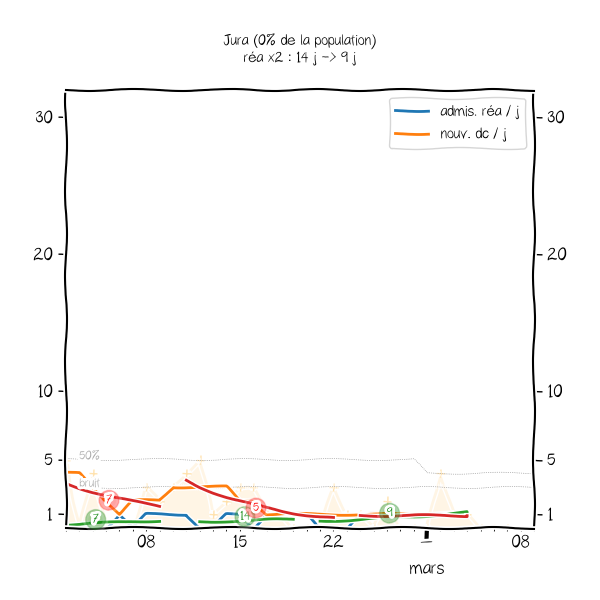 Jura (0% de la population)
réa x2 : 14 j -> 9 j
admis. réa / j
nouv. dc / j
30 30
20 20
10 10
5 5
1 1
50%
bruit
7 7 14 5 9
08 15 22 1 08
mars